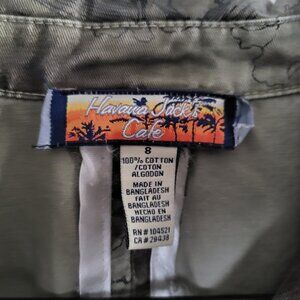 Havana Jack's
Cafe
8
100% COTTON
/COTON
ALGODON
MADE IN
BANGLADESH
FAIT AU
BANGLADESH
HECHO EN
BANGLADESH
RN # 104521
CA # 28438